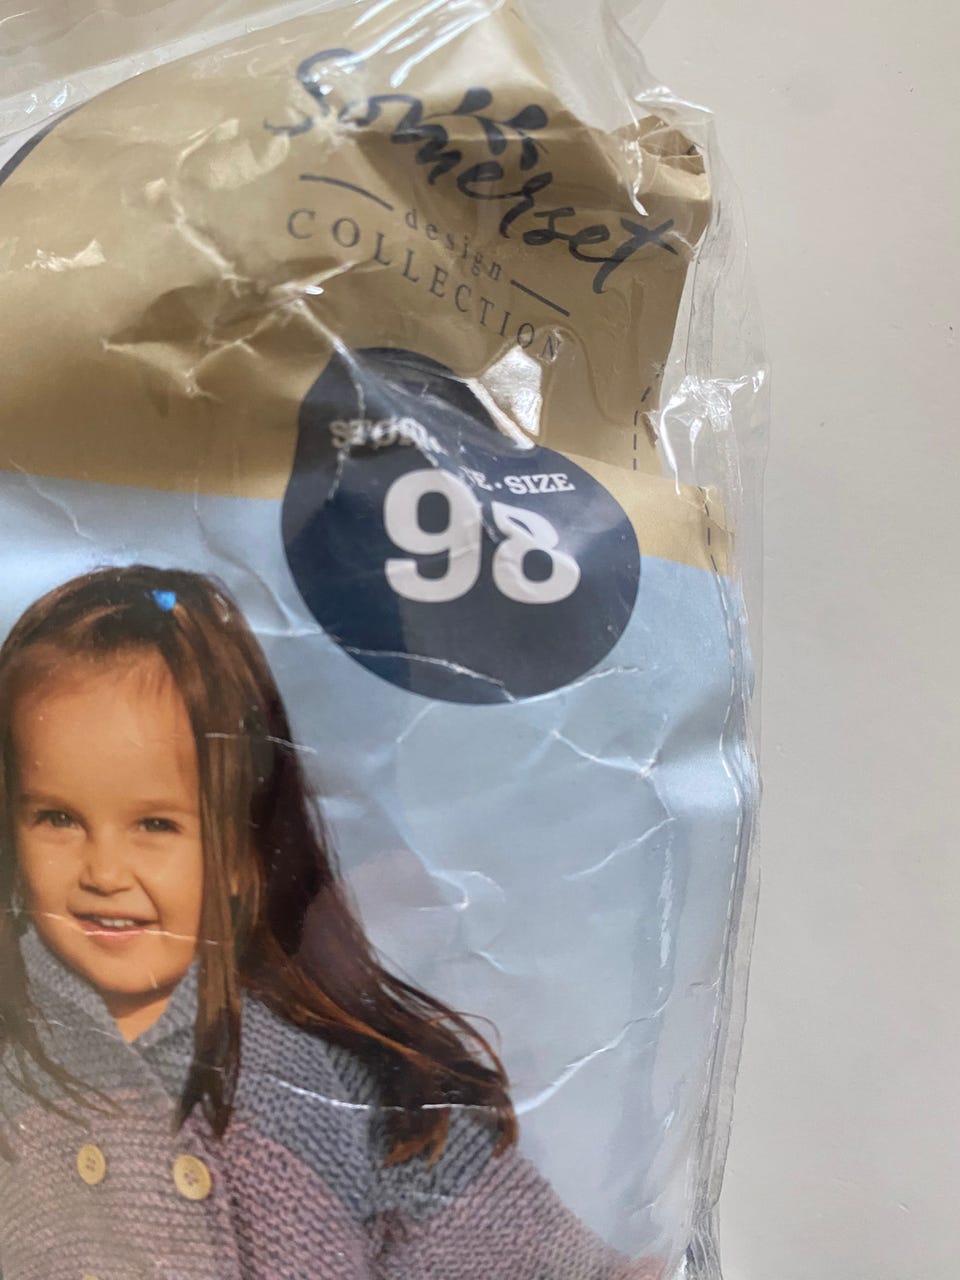 Somerset
design
COLLECTION
SIZE
98